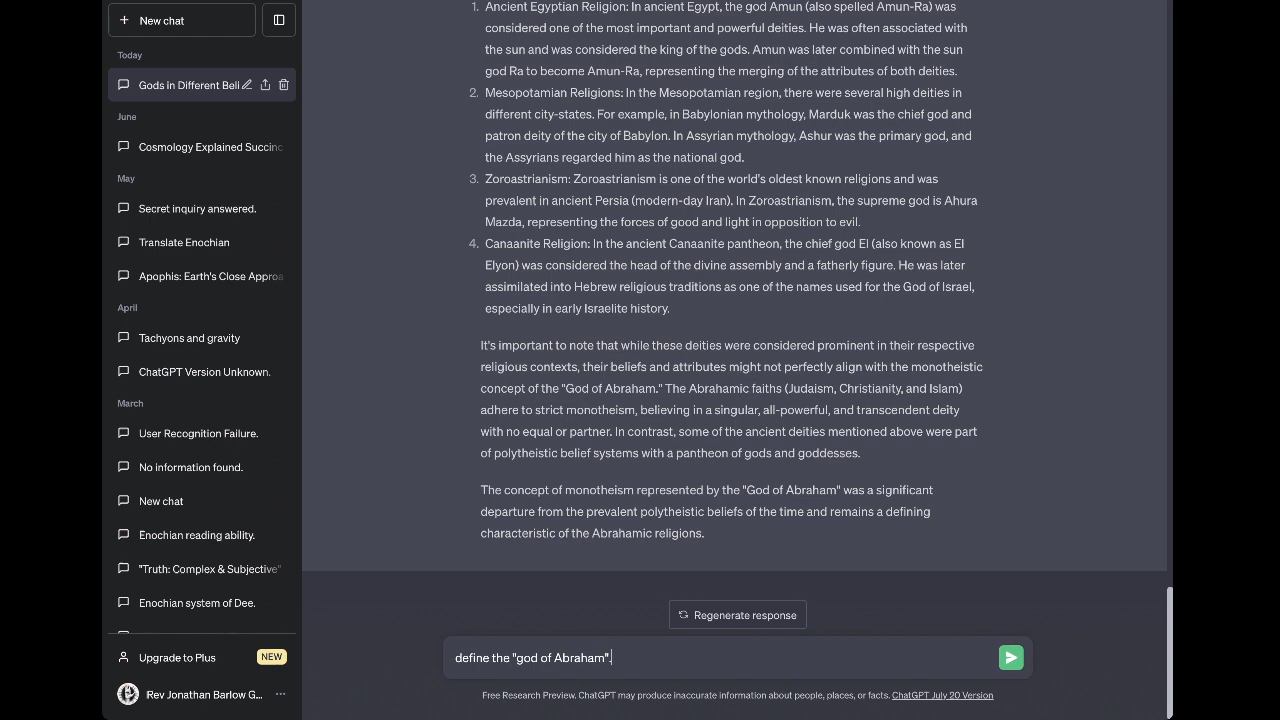 New chat
Today
Gods in Different Beli
June
Cosmology Explained Succinc
May
Secret inquiry answered.
Translate Enochian
Apophis: Earth's Close Approa
April
Tachyons and gravity
ChatGPT Version Unknown.
March
User Recognition Failure.
No information found.
New chat
Enochian reading ability.
"Truth: Complex & Subjective"
Enochian system of Dee.
Upgrade to Plus NEW
Rev Jonathan Barlow G...
1. Ancient Egyptian Religion: In ancient Egypt, the god Amun (also spelled Amun-Ra) was
considered one of the most important and powerful deities. He was often associated with
the sun and was considered the king of the gods. Amun was later combined with the sun
god Ra to become Amun-Ra, representing the merging of the attributes of both deities.
2. Mesopotamian Religions: In the Mesopotamian region, there were several high deities in
different city-states. For example, in Babylonian mythology, Marduk was the chief god and
patron deity of the city of Babylon. In Assyrian mythology, Ashur was the primary god, and
the Assyrians regarded him as the national god.
3. Zoroastrianism: Zoroastrianism is one of the world's oldest known religions and was
prevalent in ancient Persia (modern-day Iran). In Zoroastrianism, the supreme god is Ahura
Mazda, representing the forces of good and light in opposition to evil.
4. Canaanite Religion: In the ancient Canaanite pantheon, the chief god El (also known as El
Elyon) was considered the head of the divine assembly and a fatherly figure. He was later
assimilated into Hebrew religious traditions as one of the names used for the God of Israel,
especially in early Israelite history.
It's important to note that while these deities were considered prominent in their respective
religious contexts, their beliefs and attributes might not perfectly align with the monotheistic
concept of the "God of Abraham." The Abrahamic faiths (Judaism, Christianity, and Islam)
adhere to strict monotheism, believing in a singular, all-powerful, and transcendent deity
with no equal or partner. In contrast, some of the ancient deities mentioned above were part
of polytheistic belief systems with a pantheon of gods and goddesses.
The concept of monotheism represented by the "God of Abraham" was a significant
departure from the prevalent polytheistic beliefs of the time and remains a defining
characteristic of the Abrahamic religions.
Regenerate response
define the "god of Abraham".
Free Research Preview. ChatGPT may produce inaccurate information about people, places, or facts. ChatGPT July 20 Version